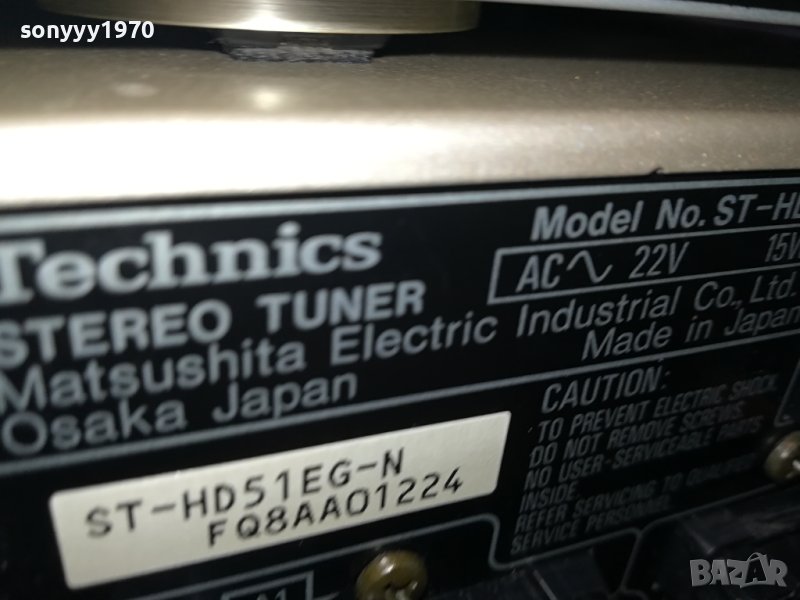 sonyyy1970
Technics
STEREO TUNER
Matsushita Electric Industrial Co., Ltd.
Osaka Japan
Made in Japan
Model No. ST-HD
AC 22V 15V
ST-HD51EG-N
FQ8AA01224
CAUTION:
TO PREVENT ELECTRIC SHOCK
DO NOT REMOVE SCREWS.
NO USER-SERVICEABLE PARTS
INSIDE.
REFER SERVICING TO QUALIFIED
SERVICE PERSONNEL.
BAZAR